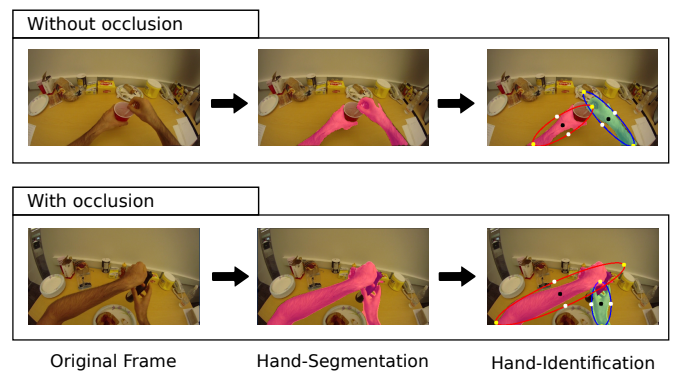 Without occlusion
With occlusion
Original Frame
Hand-Segmentation
Hand-Identification